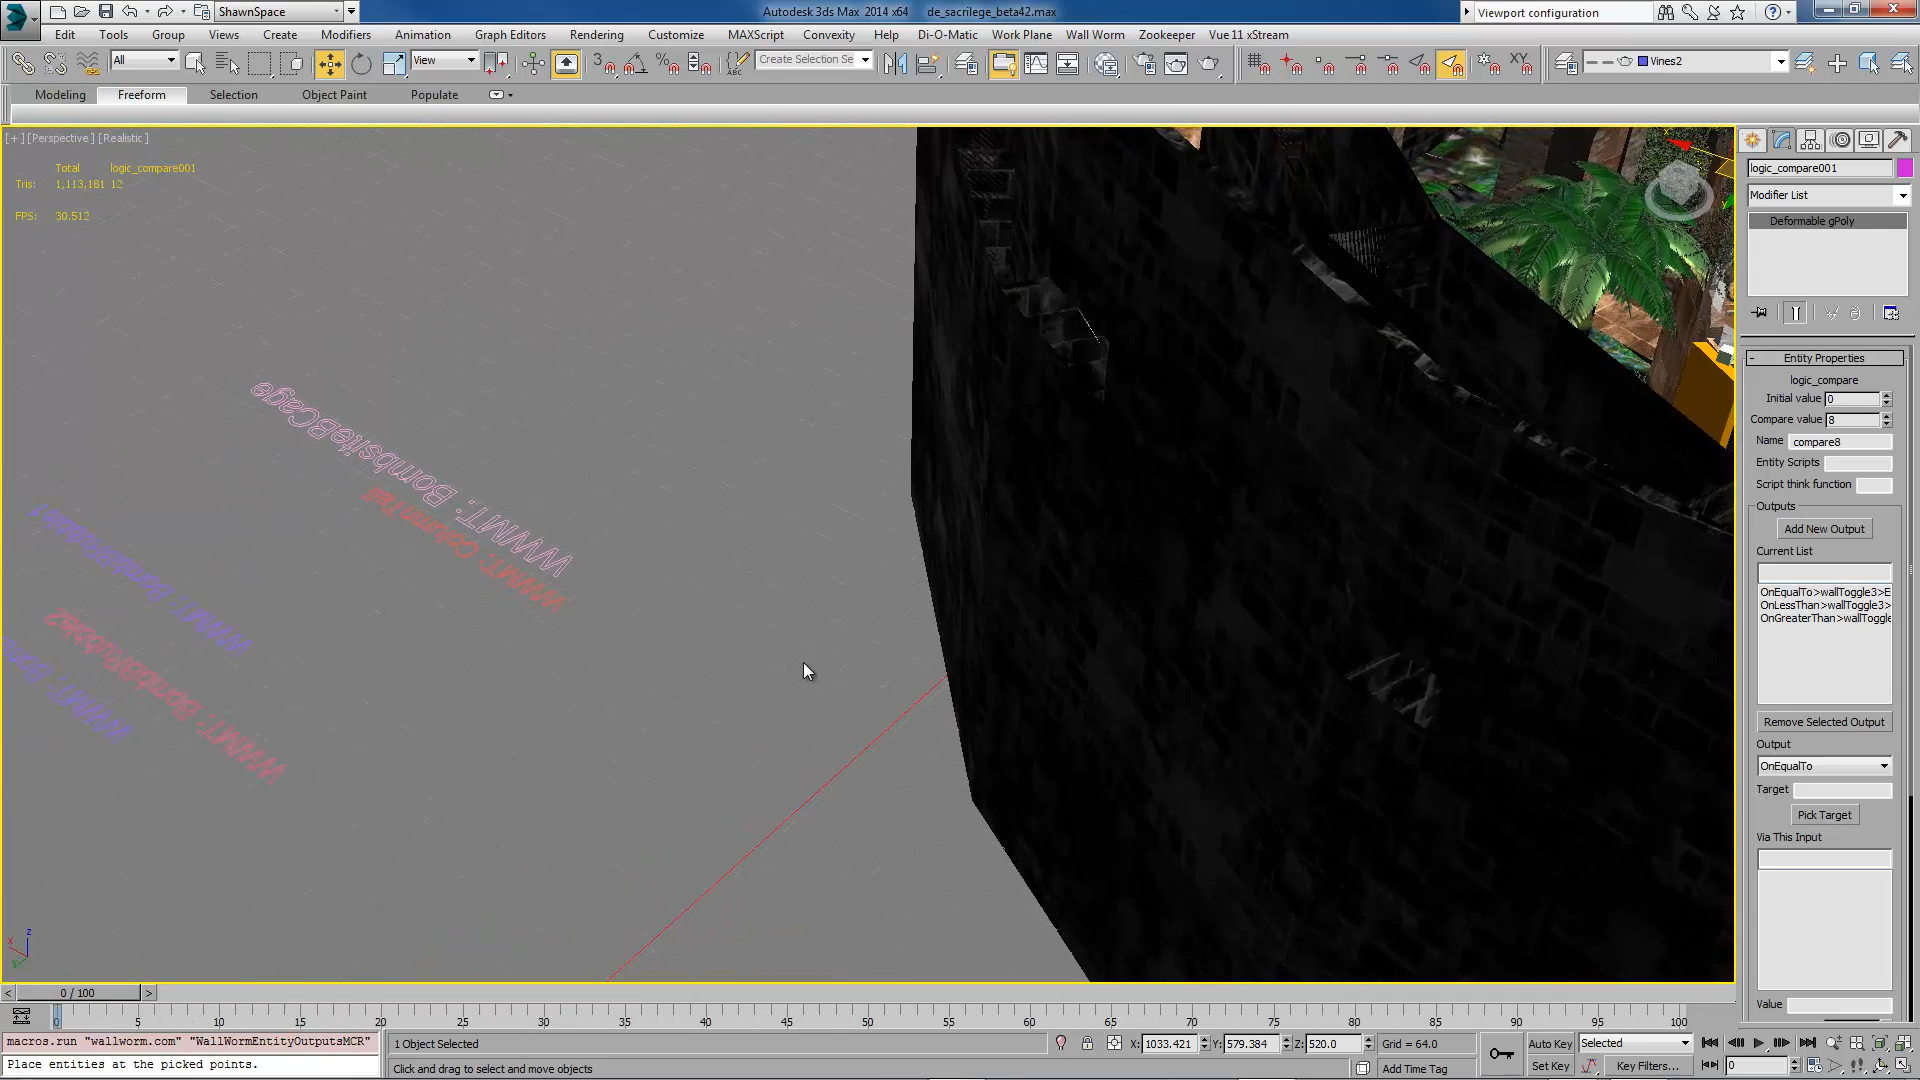 ShawnSpace
Autodesk 3ds Max 2014 x64 de_sacrilege_beta42.max
Viewport configuration
Edit Tools Group Views Create Modifiers Animation Graph Editors Rendering Customize MAXScript Convexity Help Di-O-Matic Work Plane Wall Worm Zookeeper Vue 11 xStream
All View Create Selection Se XY Vines2
Modeling Freeform Selection Object Paint Populate
[+] [Perspective] [Realistic]
Total logic_compare001
Tris: 1,113,181 12
FPS: 30.512
WWMT: BombsiteBCage
WWMT: ColumnTall
logic_compare001
Modifier List
Deformable gPoly
Entity Properties
logic_compare
Initial value 0
Compare value 8
Name compare8
Entity Scripts
Script think function
Outputs
Add New Output
Current List
OnEqualTo>wallToggle3>E
OnLessThan>wallToggle3>
OnGreaterThan>wallToggle
Remove Selected Output
Output
OnEqualTo
Target
Pick Target
Via This Input
Value
< 0 / 100 >
0 5 10 15 20 25 30 35 40 45 50 55 60 65 70 75 80 85 90 95 100
macros.run "wallworm.com" "WallWormEntityOutputsMCR"
Place entities at the picked points.
1 Object Selected
Click and drag to select and move objects
X: 1033.421 Y: 579.384 Z: 520.0 Grid = 64.0
Add Time Tag
Auto Key Selected
Set Key Key Filters... 0